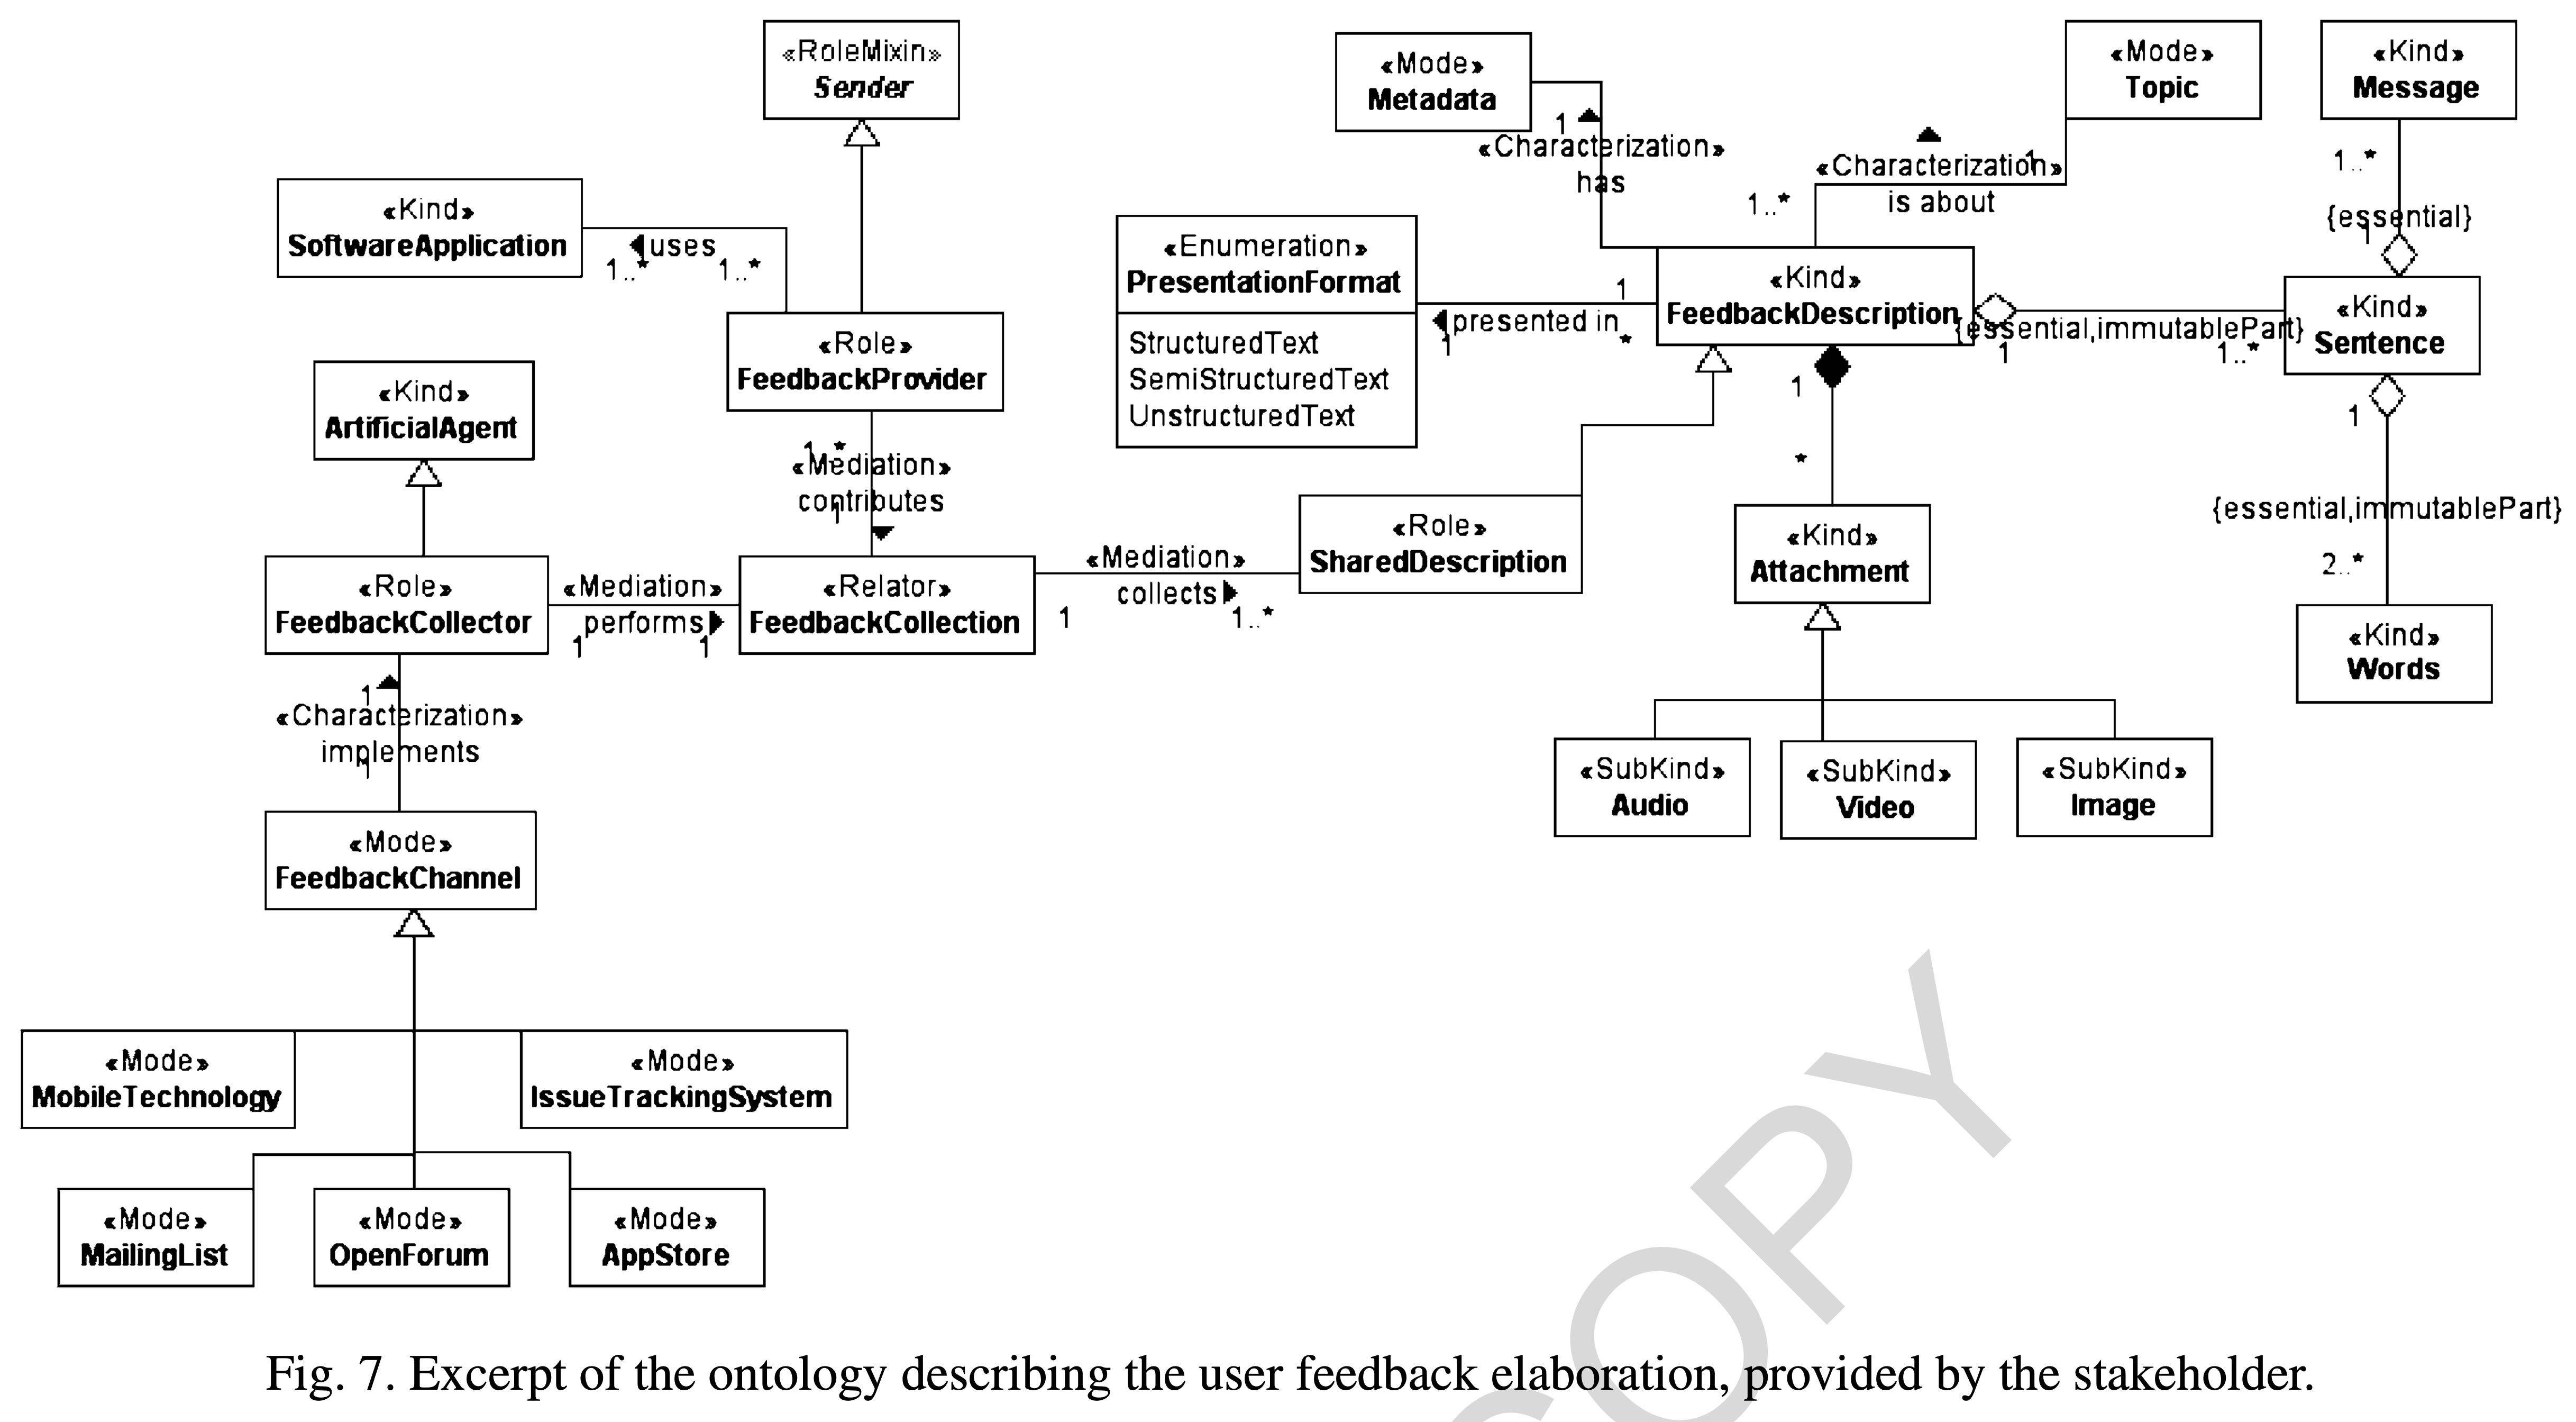 «RoleMixin»
Sender
«Mode»
Metadata
«Mode»
Topic
«Kind»
Message
1
«Characterization»
has
«Characterization»
1
is about
1..*
1..*
{essential}
1
«Kind»
SoftwareApplication
uses
1..*
1..*
«Enumeration»
PresentationFormat
StructuredText
SemiStructuredText
UnstructuredText
1
presented in
1
*
«Kind»
FeedbackDescription
{essential,immutablePart}
1
1..*
«Kind»
Sentence
«Role»
FeedbackProvider
«Kind»
ArtificialAgent
1
*
1
{essential,immutablePart}
2..*
1..*
«Mediation»
contributes
1
«Role»
SharedDescription
«Kind»
Attachment
«Role»
FeedbackCollector
«Mediation»
performs
1
1
«Relator»
FeedbackCollection
«Mediation»
collects
1
1..*
«Kind»
Words
1
«Characterization»
implements
1
«SubKind»
Audio
«SubKind»
Video
«SubKind»
Image
«Mode»
FeedbackChannel
«Mode»
MobileTechnology
«Mode»
IssueTrackingSystem
«Mode»
MailingList
«Mode»
OpenForum
«Mode»
AppStore
COPY
Fig. 7. Excerpt of the ontology describing the user feedback elaboration, provided by the stakeholder.